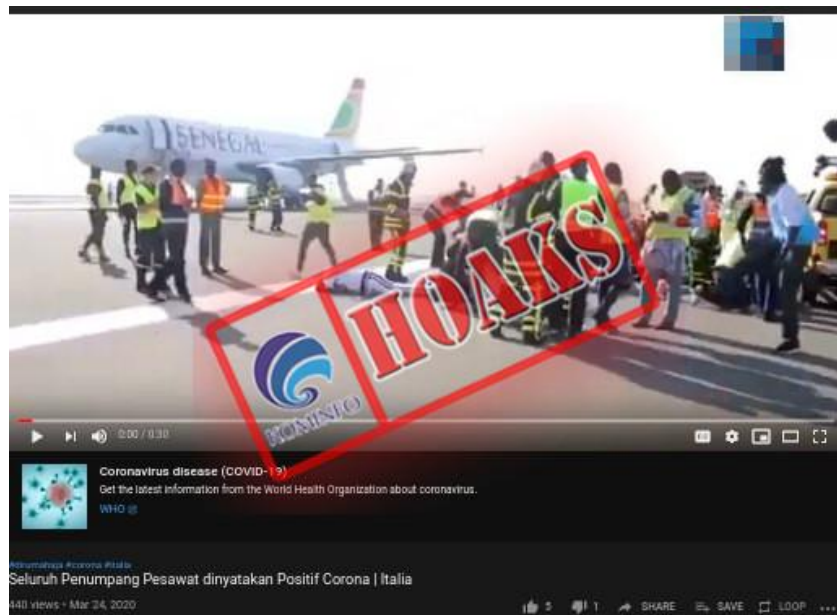 SENEGAL
KOMINFO
HOAKS
0:00 / 0:30
Coronavirus disease (COVID-19)
Get the latest information from the World Health Organization about coronavirus.
WHO
#dirumahaja #corona #italia
Seluruh Penumpang Pesawat dinyatakan Positif Corona | Italia
440 views • Mar 24, 2020
5
1
SHARE
SAVE
LOOP